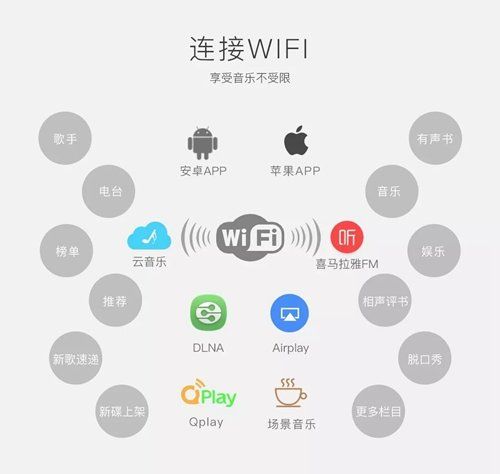 连接WIFI
享受音乐不受限
歌手
安卓APP
苹果APP
有声书
电台
音乐
榜单
云音乐
WiFi
听
喜马拉雅FM
娱乐
推荐
相声评书
DLNA
Airplay
新歌速递
脱口秀
QPlay
新碟上架
Qplay
场景音乐
更多栏目